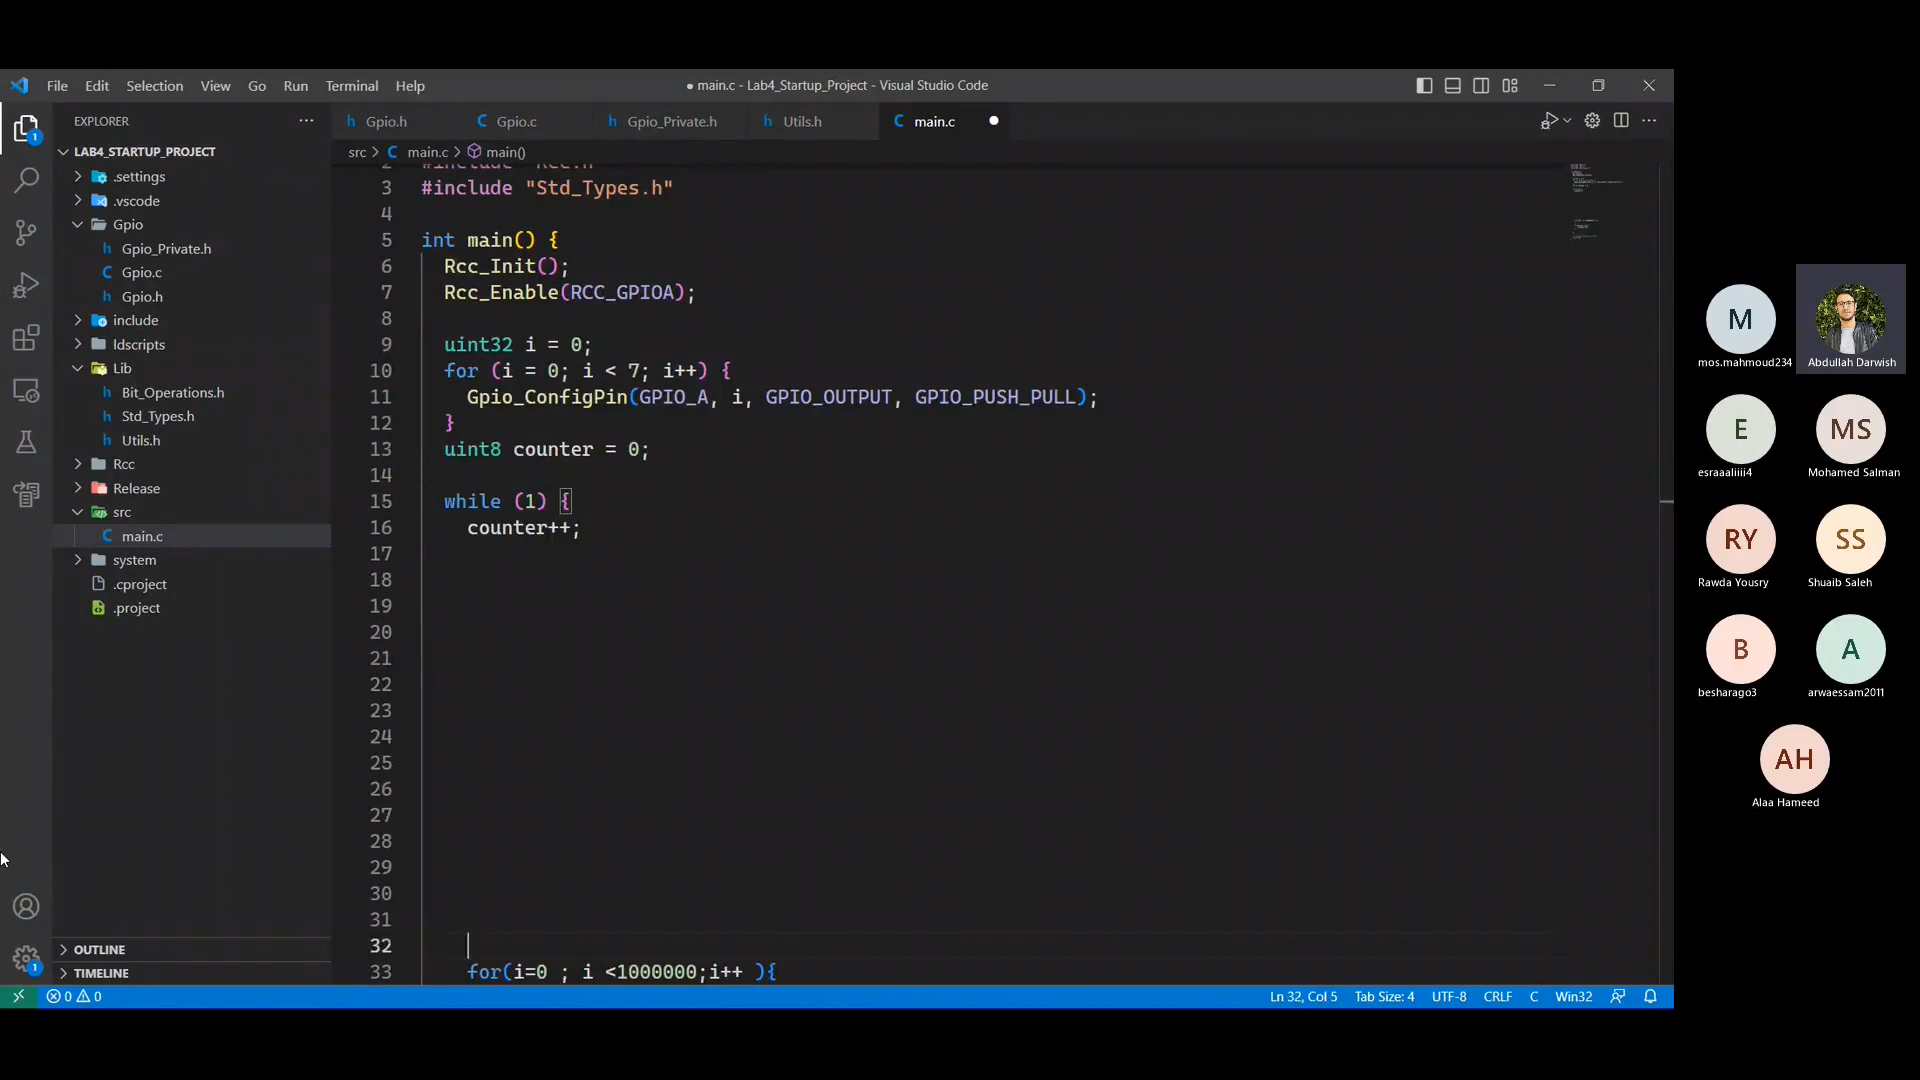 File Edit Selection View Go Run Terminal Help
● main.c - Lab4_Startup_Project - Visual Studio Code
EXPLORER
Gpio.h
Gpio.c
Gpio_Private.h
Utils.h
main.c
LAB4_STARTUP_PROJECT
src > main.c > main()
.settings
.vscode
Gpio
Gpio_Private.h
Gpio.c
Gpio.h
include
ldscripts
Lib
Bit_Operations.h
Std_Types.h
Utils.h
Rcc
Release
src
main.c
system
.cproject
.project
OUTLINE
TIMELINE
2 #include "Rcc.h"
3 #include "Std_Types.h"
4
5 int main() {
6 Rcc_Init();
7 Rcc_Enable(RCC_GPIOA);
8
9 uint32 i = 0;
10 for (i = 0; i < 7; i++) {
11 Gpio_ConfigPin(GPIO_A, i, GPIO_OUTPUT, GPIO_PUSH_PULL);
12 }
13 uint8 counter = 0;
14
15 while (1) {
16 counter++;
17
18
19
20
21
22
23
24
25
26
27
28
29
30
31
32
33 for(i=0 ; i <1000000;i++ ){
1
1
0 0
Ln 32, Col 5 Tab Size: 4 UTF-8 CRLF C Win32
M
mos.mahmoud234
Abdullah Darwish
E
esraaliiii4
MS
Mohamed Salman
RY
Rawda Yousry
SS
Shuaib Saleh
B
besharago3
A
arwaessam2011
AH
Alaa Hameed